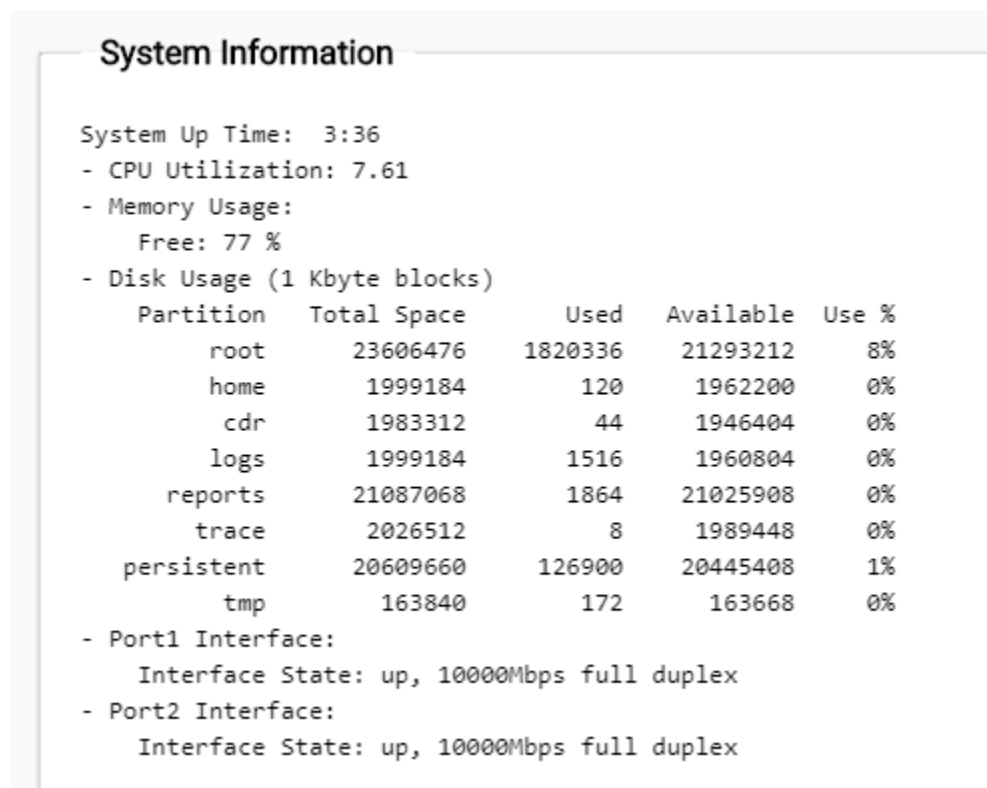 System Information
System Up Time:  3:36
- CPU Utilization: 7.61
- Memory Usage:
    Free: 77 %
- Disk Usage (1 Kbyte blocks)
    Partition   Total Space       Used   Available  Use %
         root      23606476    1820336    21293212     8%
         home       1999184        120     1962200     0%
          cdr       1983312         44     1946404     0%
         logs       1999184       1516     1960804     0%
      reports      21087068       1864    21025908     0%
        trace       2026512          8     1989448     0%
   persistent      20609660     126900    20445408     1%
          tmp        163840        172      163668     0%
- Port1 Interface:
    Interface State: up, 10000Mbps full duplex
- Port2 Interface:
    Interface State: up, 10000Mbps full duplex